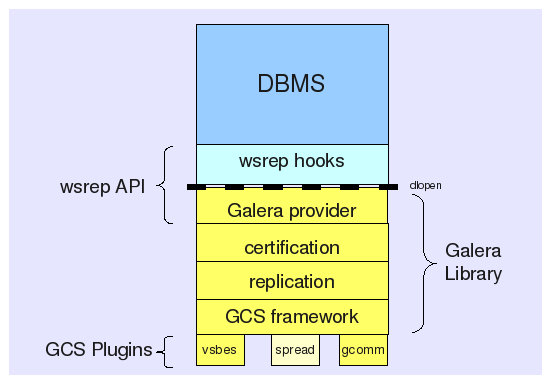 DBMS
wsrep hooks
wsrep API
dlopen
Galera provider
certification
Galera
Library
replication
GCS framework
GCS Plugins
vsbes
spread
gcomm